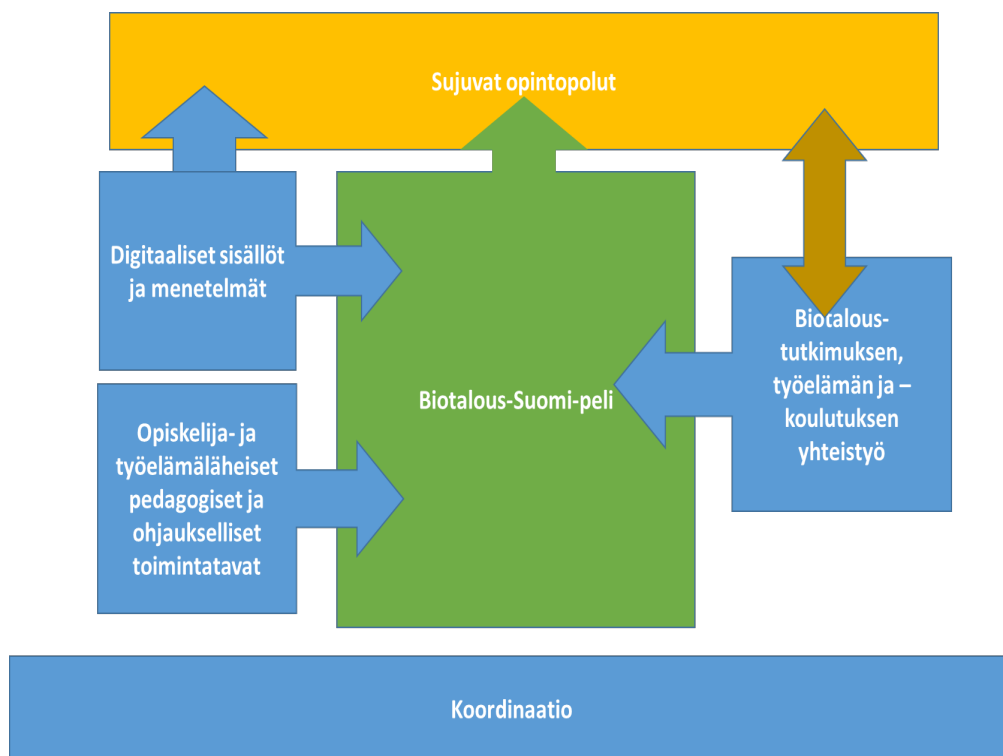 Sujuvat opintopolut
Digitaaliset sisällöt
ja menetelmät
Biotalous-Suomi-peli
Biotalous-
tutkimuksen,
työelämän ja –
koulutuksen
yhteistyö
Opiskelija- ja
työelämäläheiset
pedagogiset ja
ohjaukselliset
toimintatavat
Koordinaatio